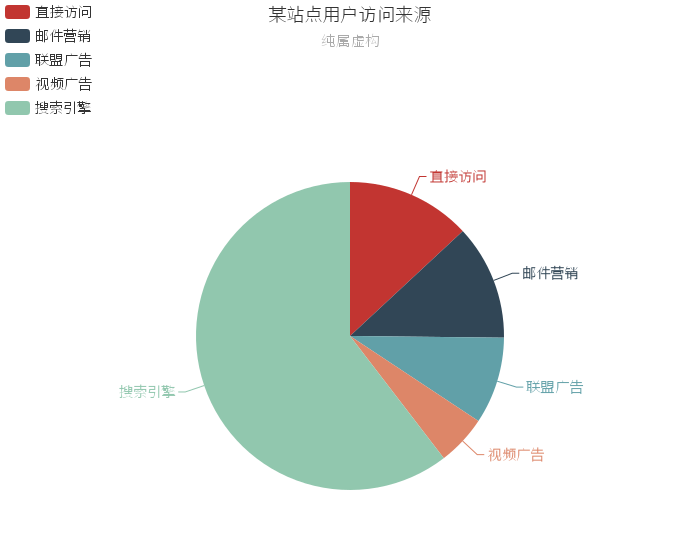 某站点用户访问来源
纯属虚构
直接访问
邮件营销
联盟广告
视频广告
搜索引擎
直接访问
邮件营销
联盟广告
搜索引擎
视频广告